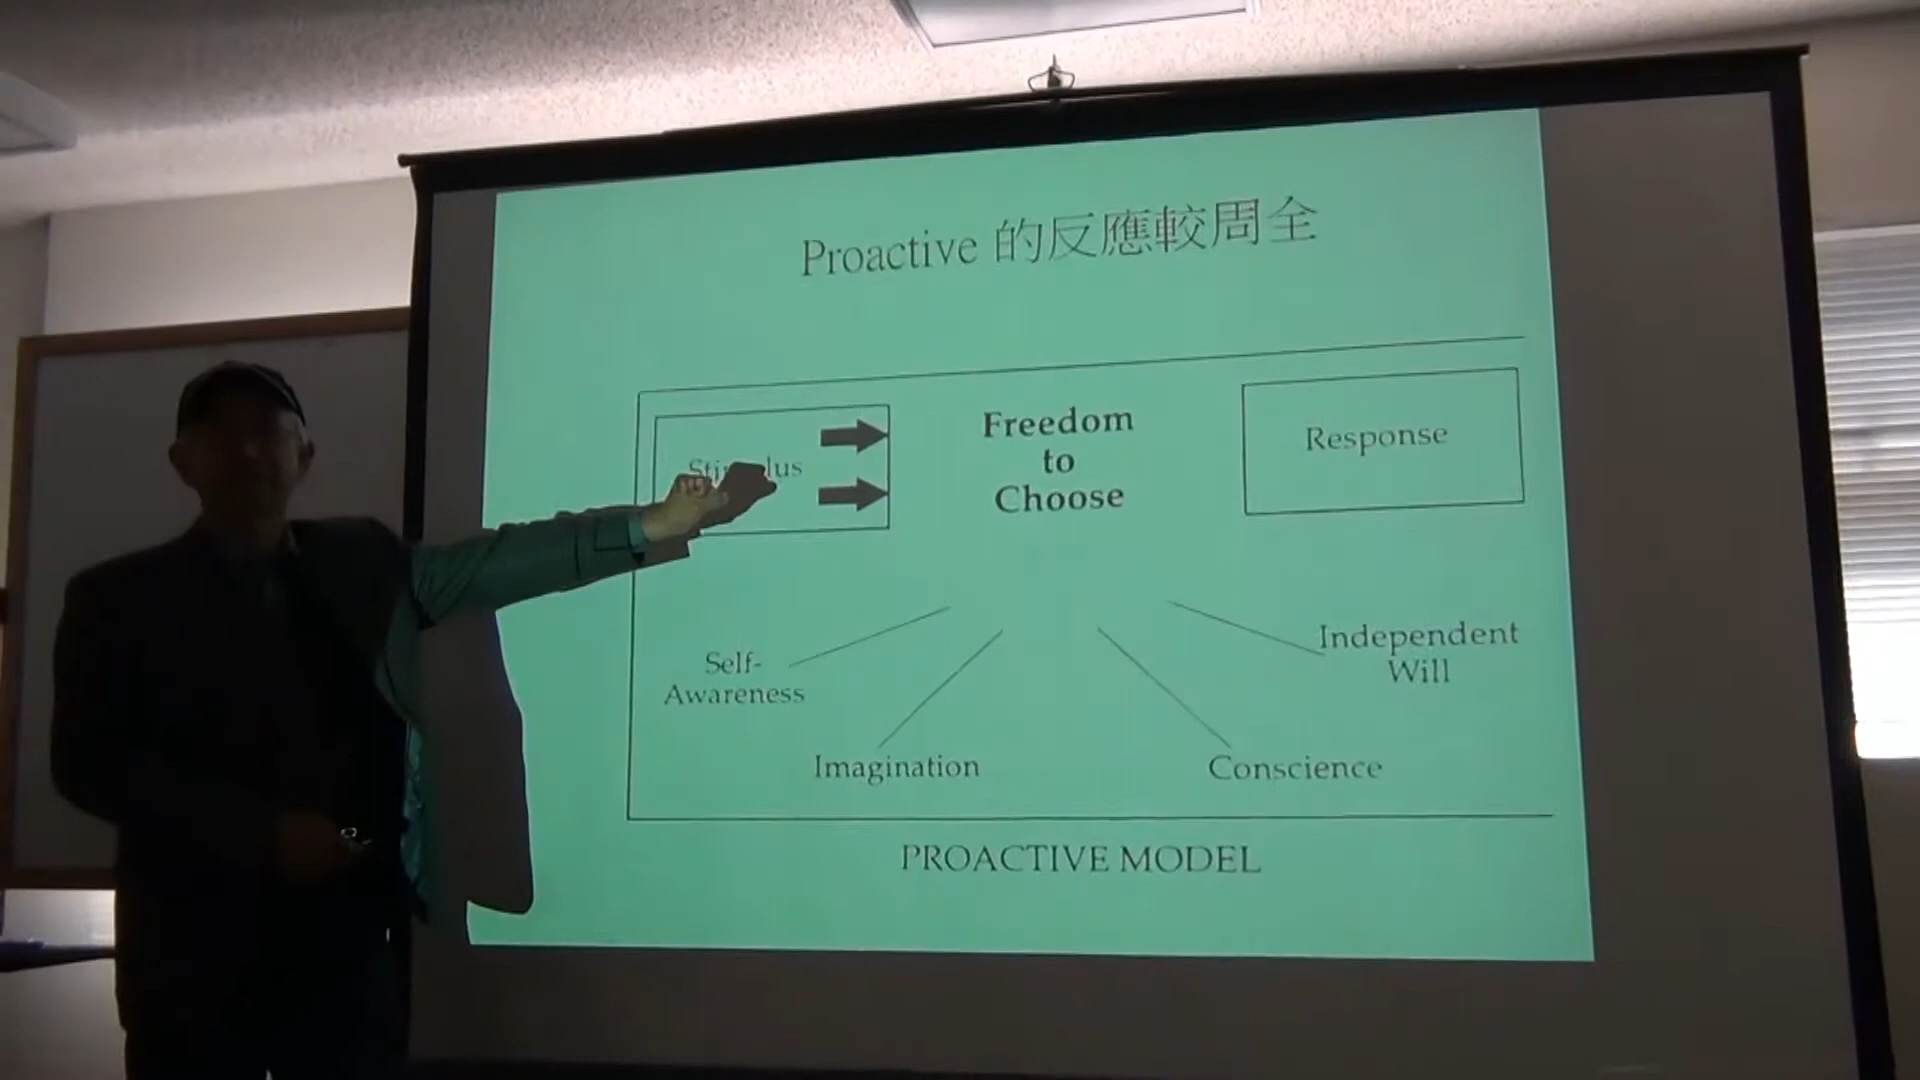 Proactive 的反應較周全
Freedom
to
Choose
Response
Self-
Awareness
Independent
Will
Imagination
Conscience
PROACTIVE MODEL